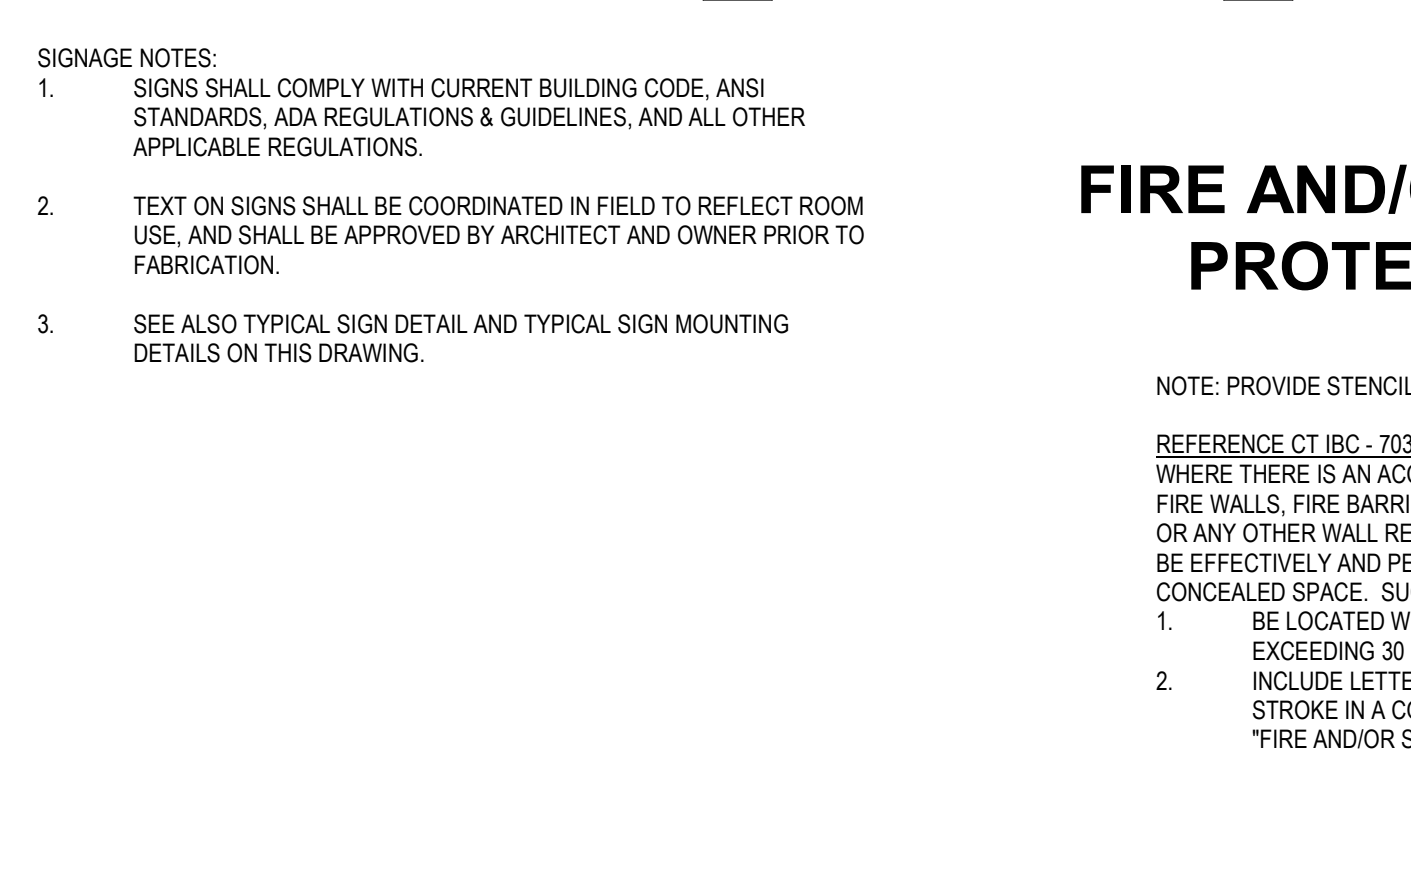 SIGNAGE NOTES:
1. SIGNS SHALL COMPLY WITH CURRENT BUILDING CODE, ANSI
STANDARDS, ADA REGULATIONS & GUIDELINES, AND ALL OTHER
APPLICABLE REGULATIONS.
2. TEXT ON SIGNS SHALL BE COORDINATED IN FIELD TO REFLECT ROOM
USE, AND SHALL BE APPROVED BY ARCHITECT AND OWNER PRIOR TO
FABRICATION.
3. SEE ALSO TYPICAL SIGN DETAIL AND TYPICAL SIGN MOUNTING
DETAILS ON THIS DRAWING.
FIRE AND/
PROTE
NOTE: PROVIDE STENCIL
REFERENCE CT IBC - 703
WHERE THERE IS AN ACC
FIRE WALLS, FIRE BARRI
OR ANY OTHER WALL RE
BE EFFECTIVELY AND PE
CONCEALED SPACE. SU
1. BE LOCATED W
EXCEEDING 30
2. INCLUDE LETTE
STROKE IN A CO
"FIRE AND/OR S